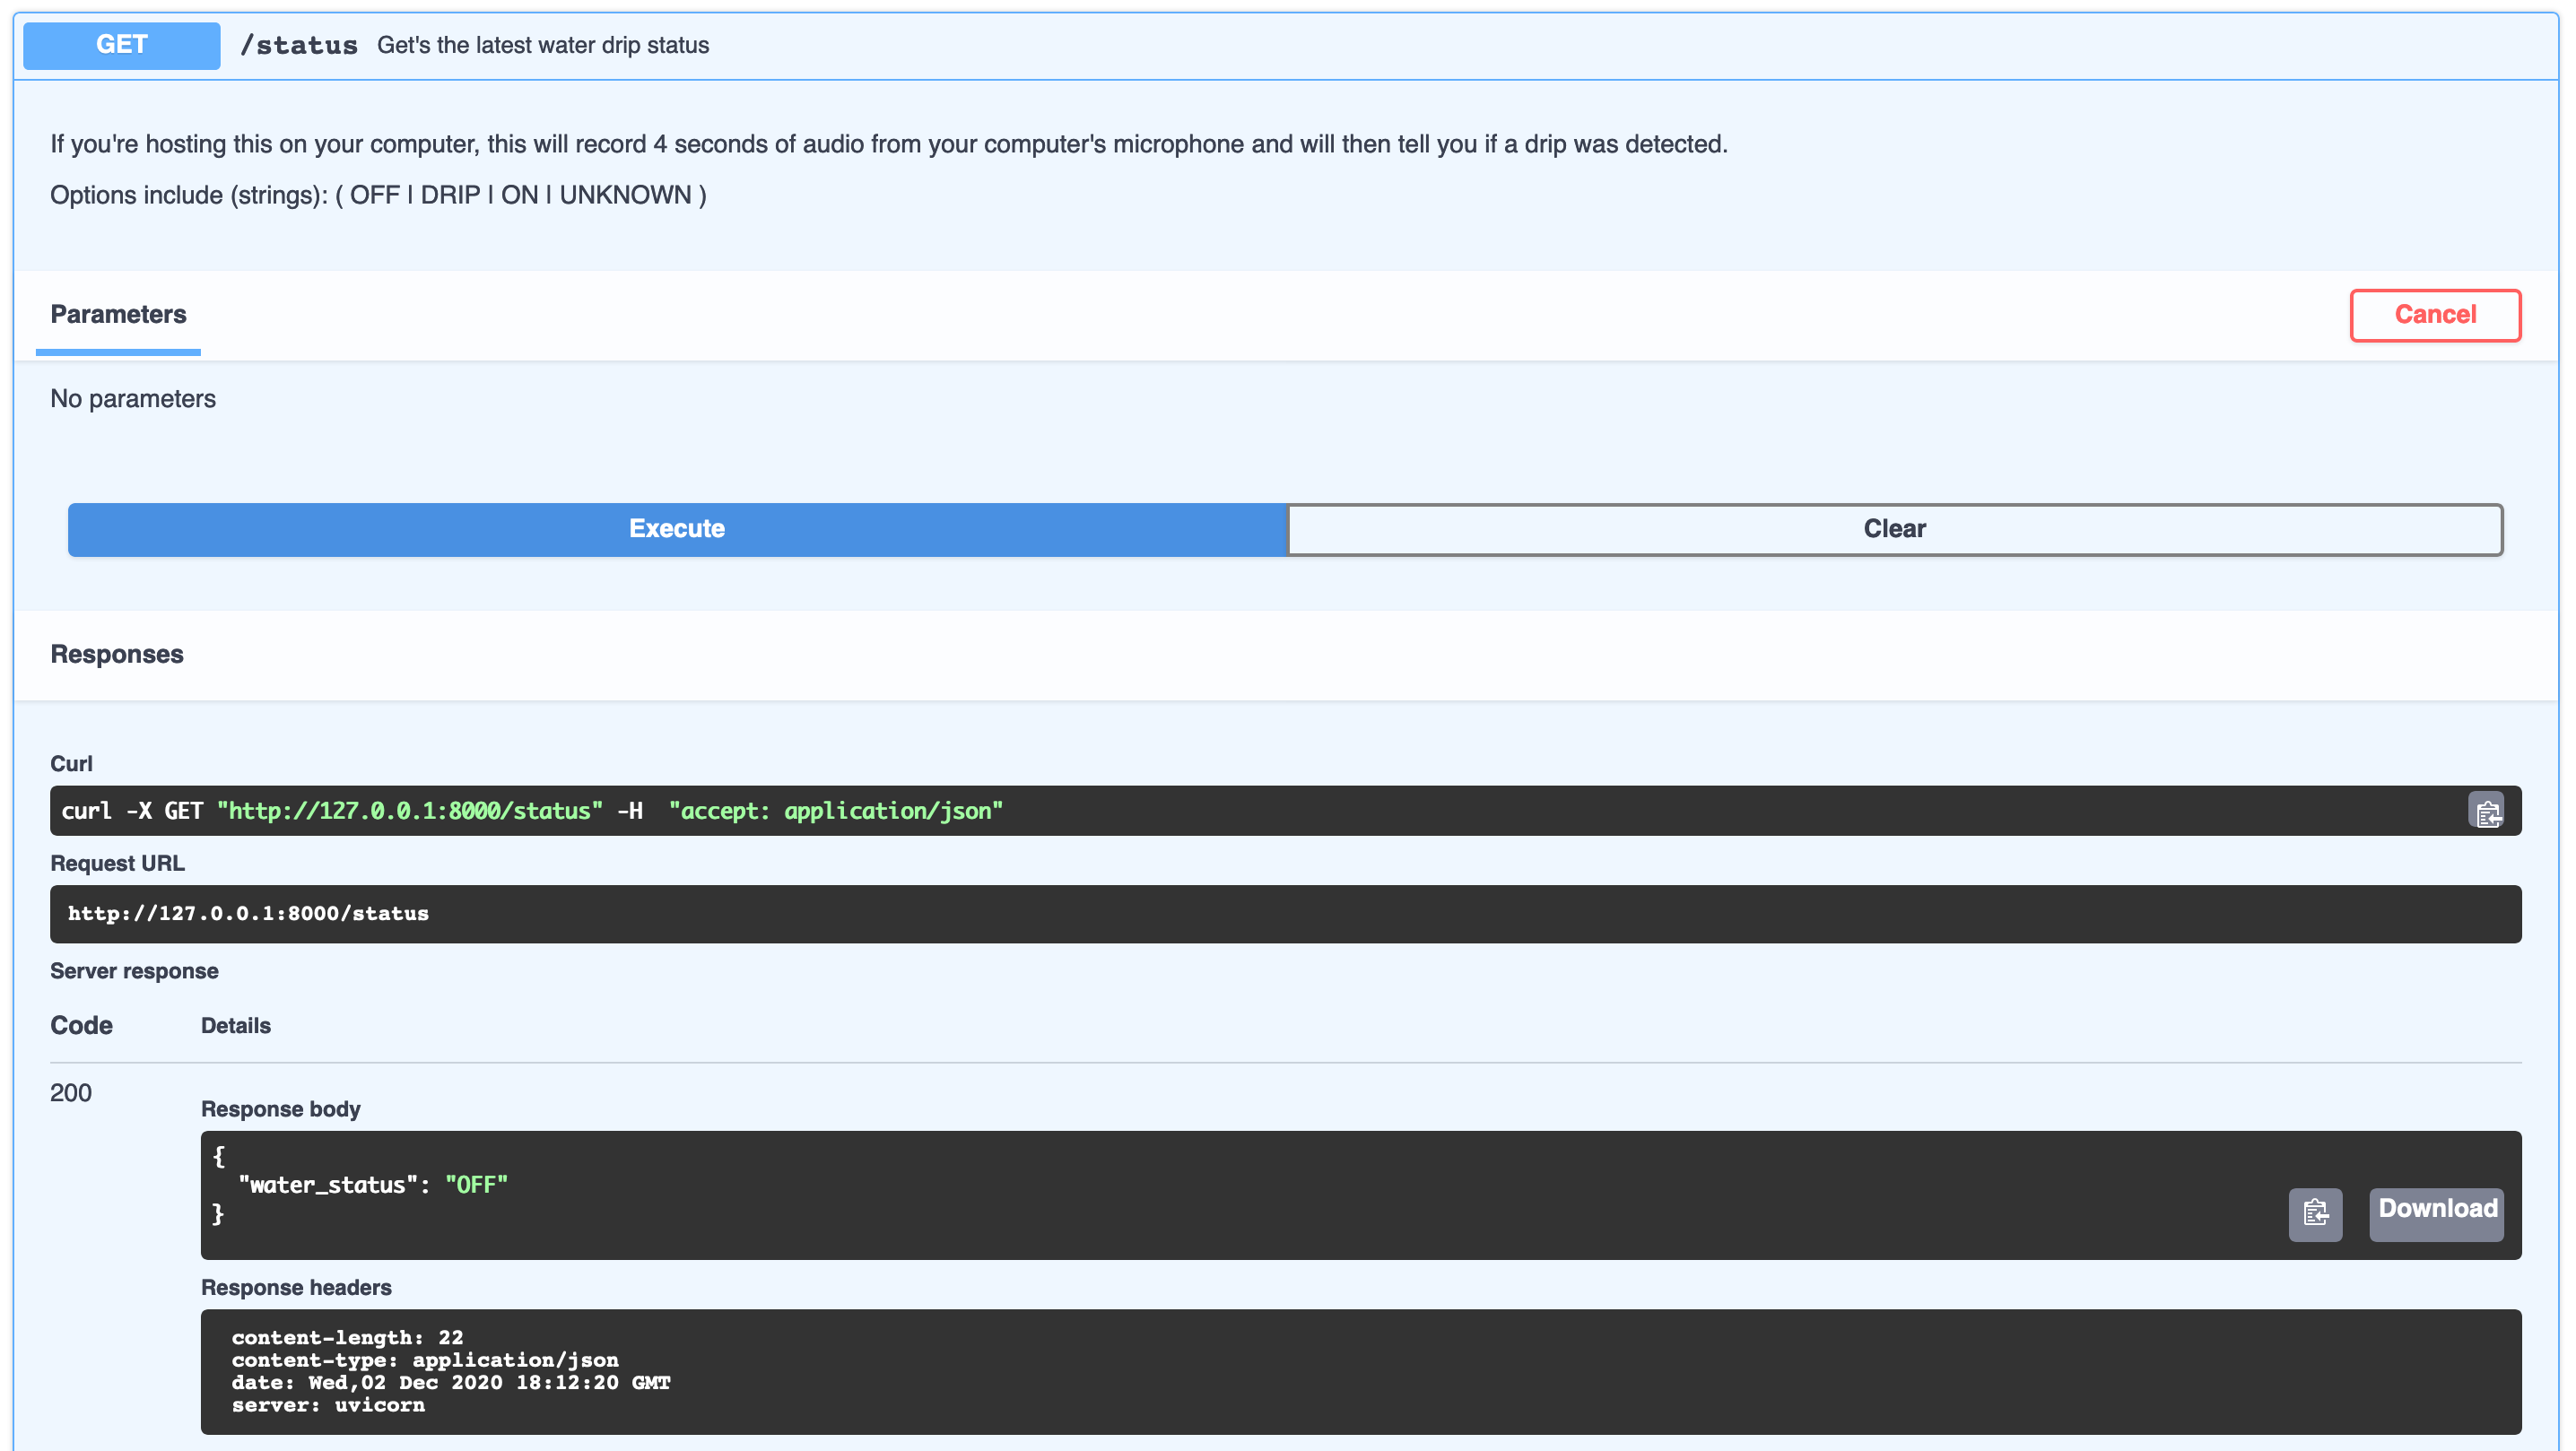 GET /status Get's the latest water drip status
If you're hosting this on your computer, this will record 4 seconds of audio from your computer's microphone and will then tell you if a drip was detected.
Options include (strings): ( OFF | DRIP | ON | UNKNOWN )
Parameters
Cancel
No parameters
Execute
Clear
Responses
Curl
curl -X GET "http://127.0.0.1:8000/status" -H  "accept: application/json"
Request URL
http://127.0.0.1:8000/status
Server response
Code Details
200
Response body
{
  "water_status": "OFF"
}
Download
Response headers
content-length: 22
content-type: application/json
date: Wed,02 Dec 2020 18:12:20 GMT
server: uvicorn